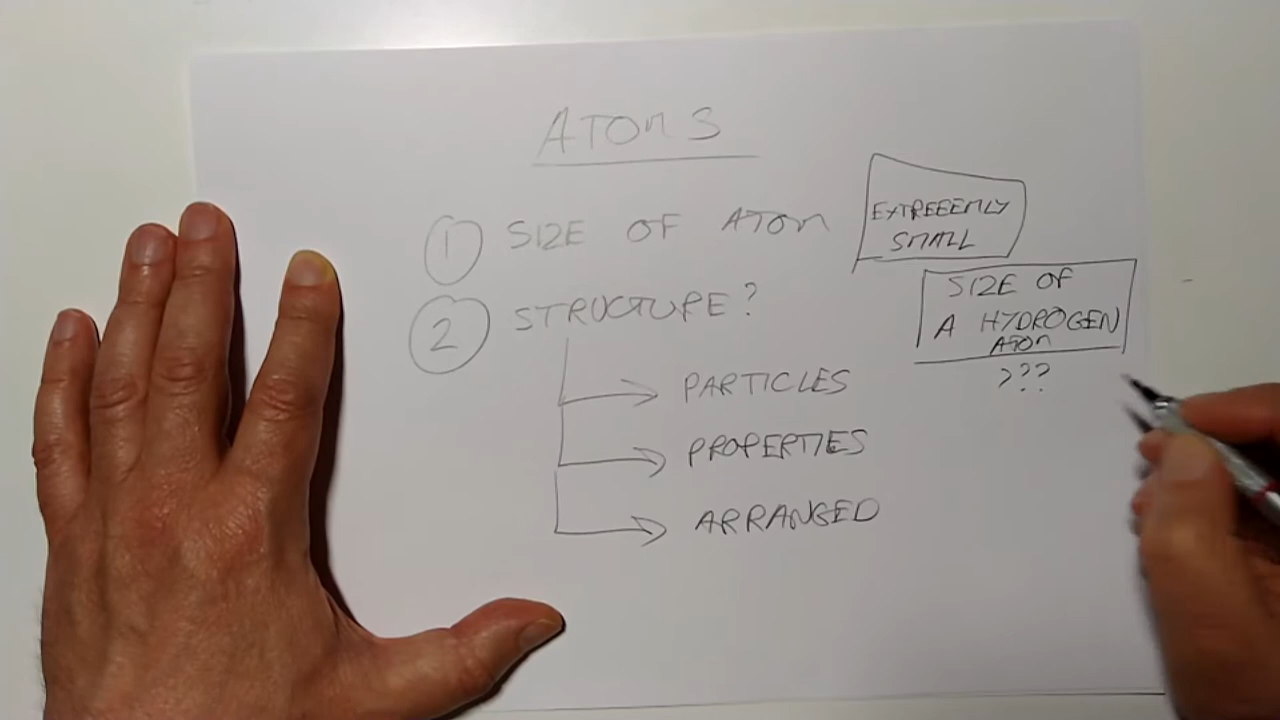 ATOMS
1 SIZE OF ATOM
EXTREEEMLY
SMALL
2 STRUCTURE?
SIZE OF
A HYDROGEN
ATOM
???
PARTICLES
PROPERTIES
ARRANGED